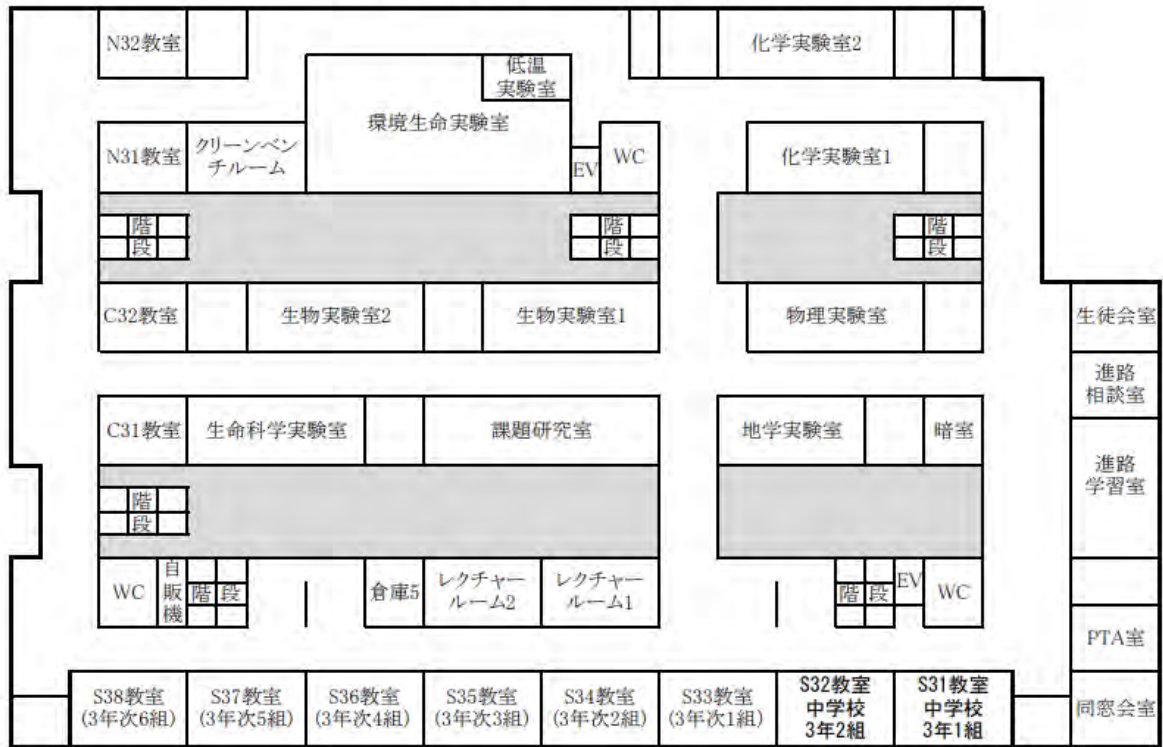 N32教室
化学実験室2
低温
実験室
環境生命実験室
N31教室
クリーンベン
チルーム
EV
WC
化学実験室1
階
段
階
段
階
段
C32教室
生物実験室2
生物実験室1
物理実験室
生徒会室
進路
相談室
C31教室
生命科学実験室
課題研究室
地学実験室
暗室
進路
学習室
階
段
WC
自
販
機
階 段
倉庫5
レクチャー
ルーム2
レクチャー
ルーム1
階 段
EV
WC
PTA室
S38教室
(3年次6組)
S37教室
(3年次5組)
S36教室
(3年次4組)
S35教室
(3年次3組)
S34教室
(3年次2組)
S33教室
(3年次1組)
S32教室
中学校
3年2組
S31教室
中学校
3年1組
同窓会室